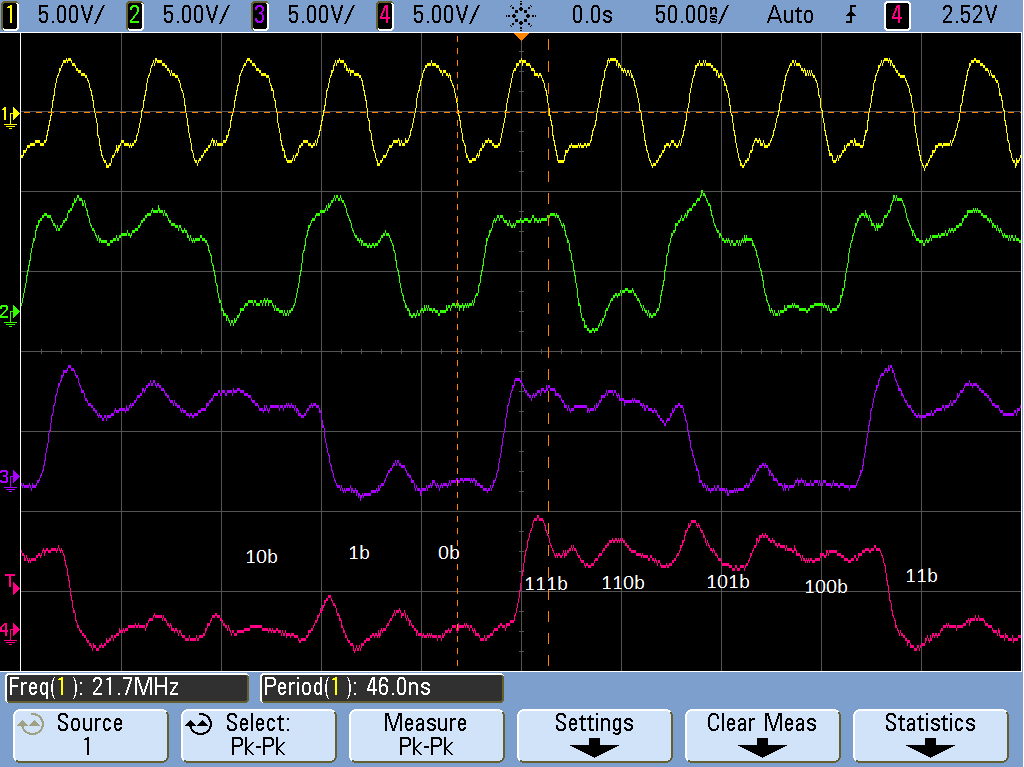 1 5.00V/ 2 5.00V/ 3 5.00V/ 4 5.00V/ 0.0s 50.00ns/ Auto 4 2.52V
1
2
3
10b 1b 0b
T 111b 110b 101b 100b 11b
4
Freq(1): 21.7MHz Period(1): 46.0ns
Source Select: Measure Settings Clear Meas Statistics
1 Pk-Pk Pk-Pk